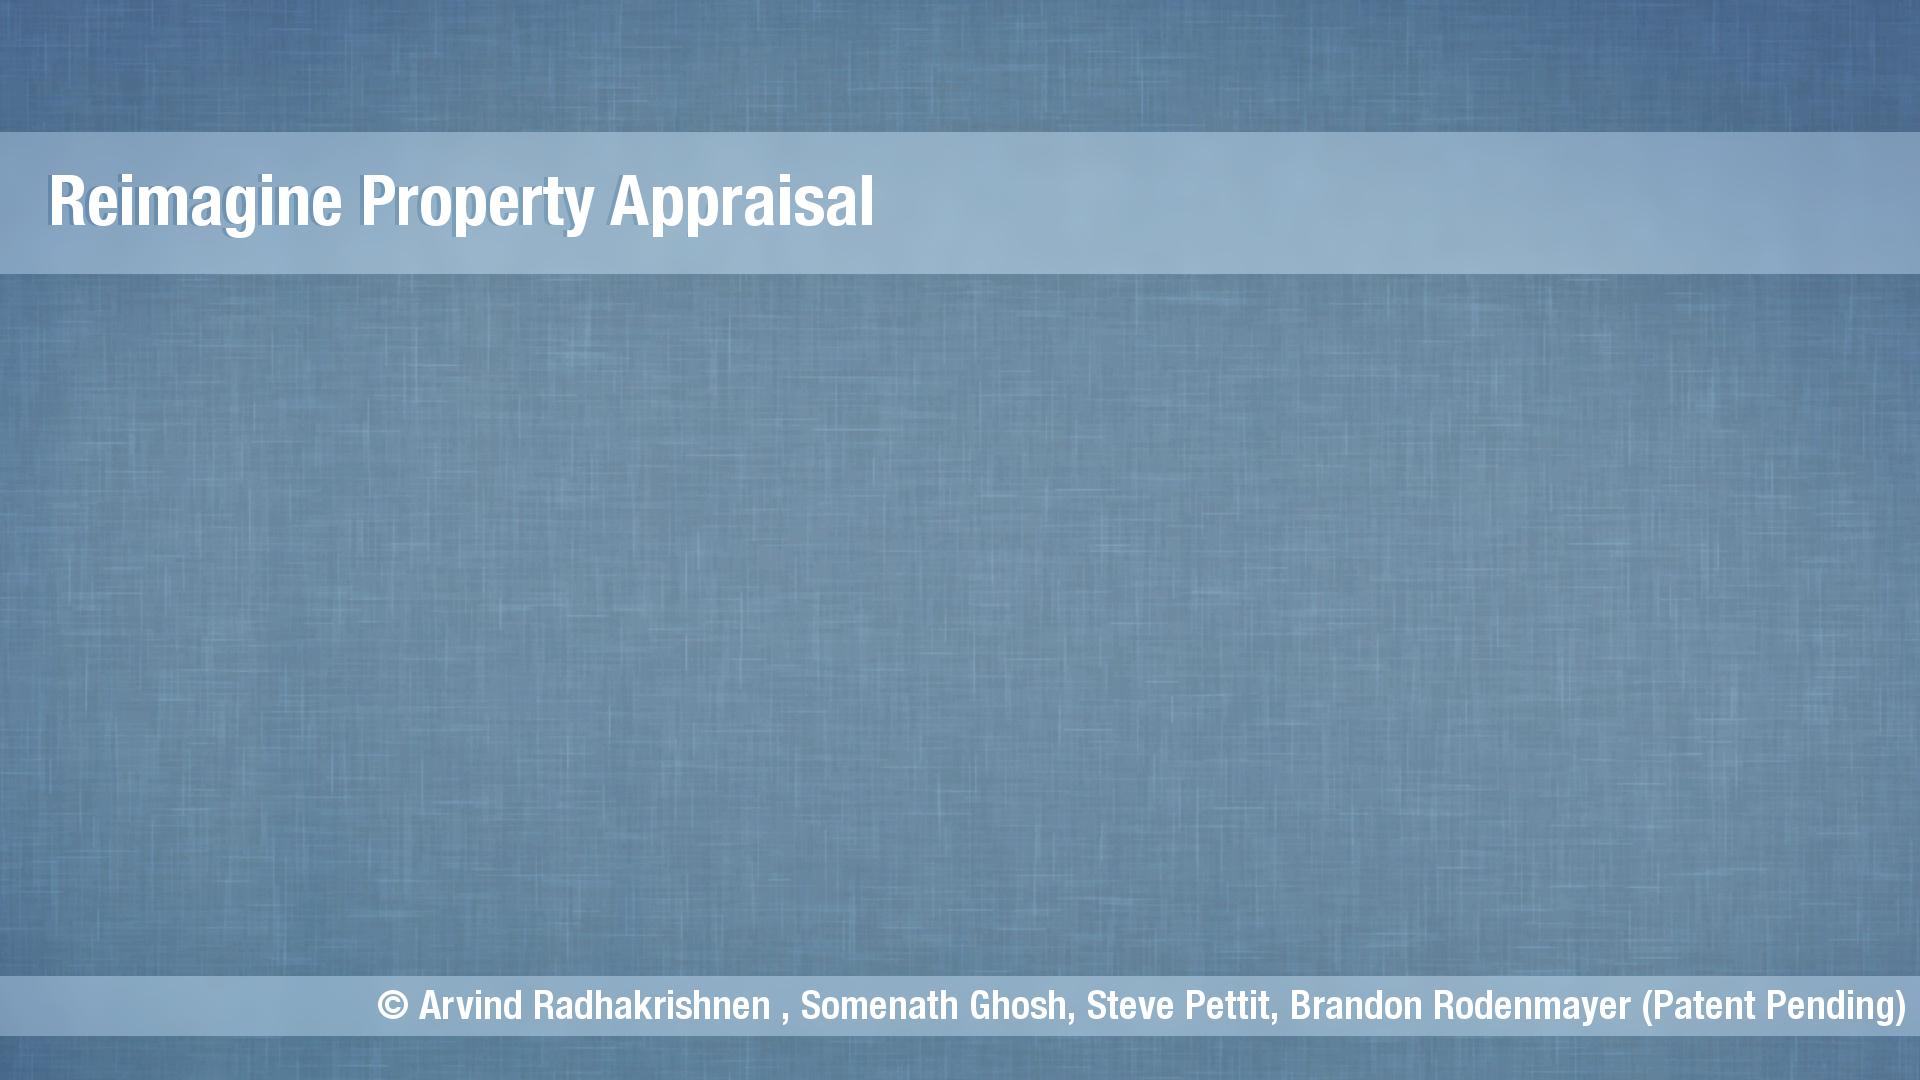 Reimagine Property Appraisal
© Arvind Radhakrishnen , Somenath Ghosh, Steve Pettit, Brandon Rodenmayer (Patent Pending)